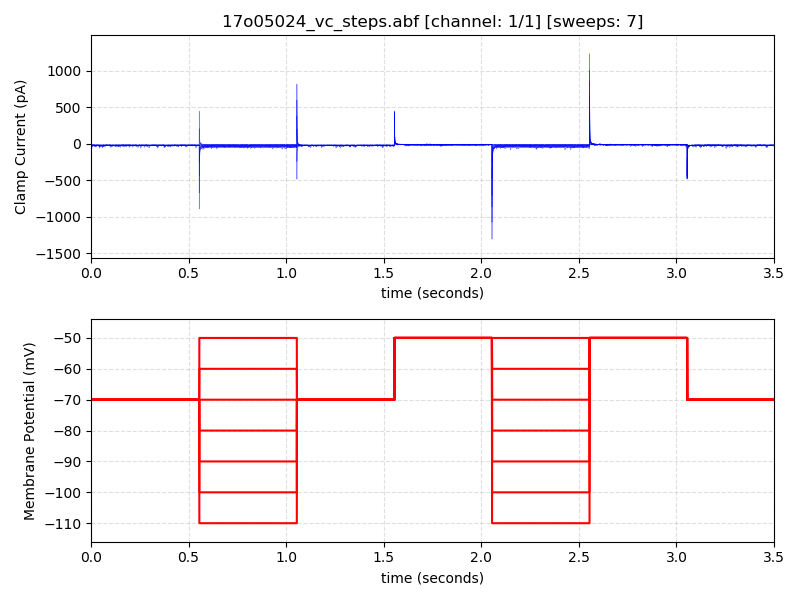 17o05024_vc_steps.abf [channel: 1/1] [sweeps: 7]
Clamp Current (pA)
1000
500
0
−500
−1000
−1500
0.0 0.5 1.0 1.5 2.0 2.5 3.0 3.5
time (seconds)
Membrane Potential (mV)
−50
−60
−70
−80
−90
−100
−110
0.0 0.5 1.0 1.5 2.0 2.5 3.0 3.5
time (seconds)